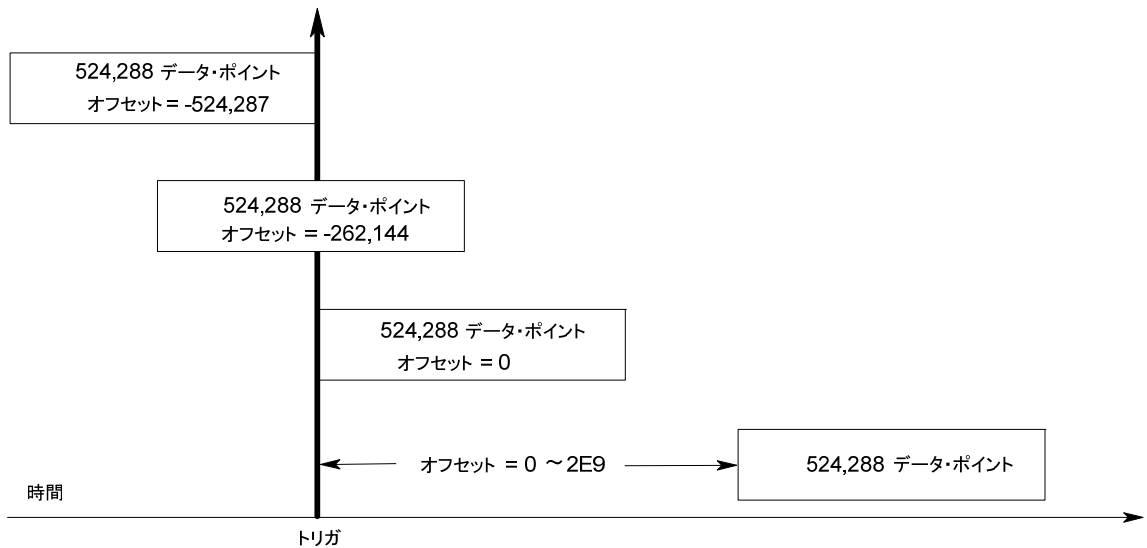 524,288 データ・ポイント
オフセット = -524,287
524,288 データ・ポイント
オフセット = -262,144
524,288 データ・ポイント
オフセット = 0
オフセット = 0 ～2E9
524,288 データ・ポイント
時間
トリガ